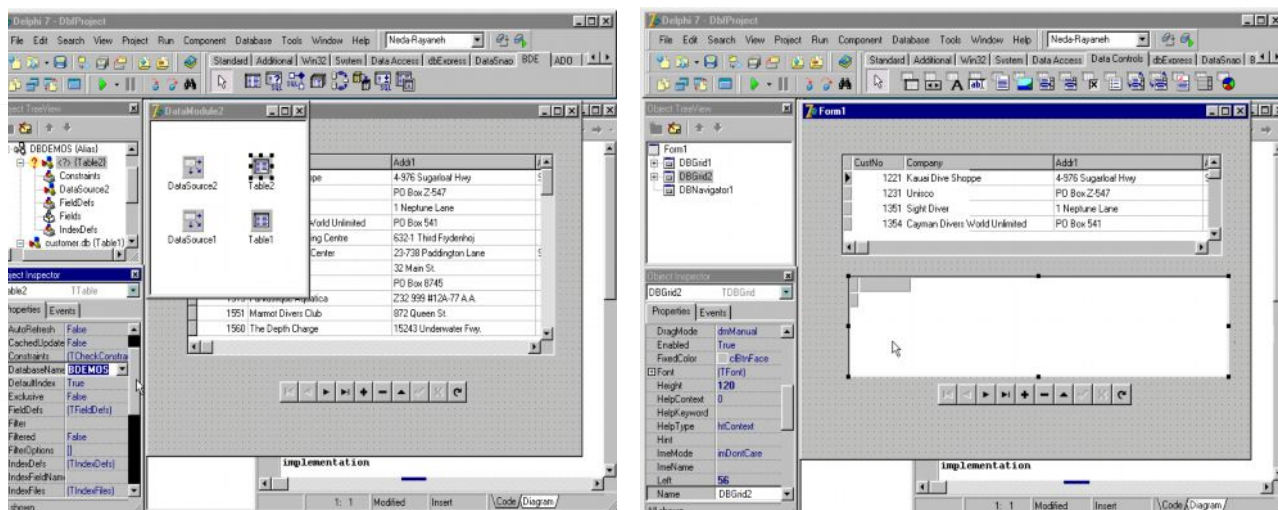 Delphi 7 - DbfProject
File Edit Search View Project Run Component Database Tools Window Help Neda-Rayaneh
Standard Additional Win32 System Data Access dbExpress DataSnap BDE ADO
DataModule2
DBDEMOS (Alias)
<?> (Table2)
Constraints
DataSource2
FieldDefs
Fields
IndexDefs
customer.db (Table1)
DataSource2 Table2
DataSource1 Table1
Addr1
4-976 Sugarloaf Hwy
PO Box Z-547
1 Neptune Lane
World Unlimited PO Box 541
632-1 Third Frydenhoj
Center 23-738 Paddington Lane
32 Main St.
PO Box 8745
Z32 999 #12A-77 A.A.
1551 Marmot Divers Club 872 Queen St.
1560 The Depth Charge 15243 Underwater Fwy.
TTable
Properties Events
AutoRefresh False
CachedUpdate False
Constraints (TCheckConstra
DatabaseName BDEMOS
DefaultIndex True
Exclusive False
FieldDefs (TFieldDefs)
Filter
Filtered False
FilterOptions []
IndexDefs (TIndexDefs)
IndexFieldNam
IndexFiles (TIndexFiles)
implementation
1: 1 Modified Insert Code Diagram
Delphi 7 - DbfProject
File Edit Search View Project Run Component Database Tools Window Help Neda-Rayaneh
Standard Additional Win32 System Data Access Data Controls dbExpress DataSnap
Object TreeView
Form1
DBGrid1
DBGrid2
DBNavigator1
Form1
CustNo Company Addr1
1221 Kauai Dive Shoppe 4-976 Sugarloaf Hwy
1231 Unisco PO Box Z-547
1351 Sight Diver 1 Neptune Lane
1354 Cayman Divers World Unlimited PO Box 541
Object Inspector
DBGrid2 TDBGrid
Properties Events
DragMode dmManual
Enabled True
FixedColor clBtnFace
Font (TFont)
Height 120
HelpContext 0
HelpKeyword
HelpType htContext
Hint
ImeMode imDontCare
ImeName
Left 56
Name DBGrid2
implementation
1: 1 Modified Insert Code Diagram